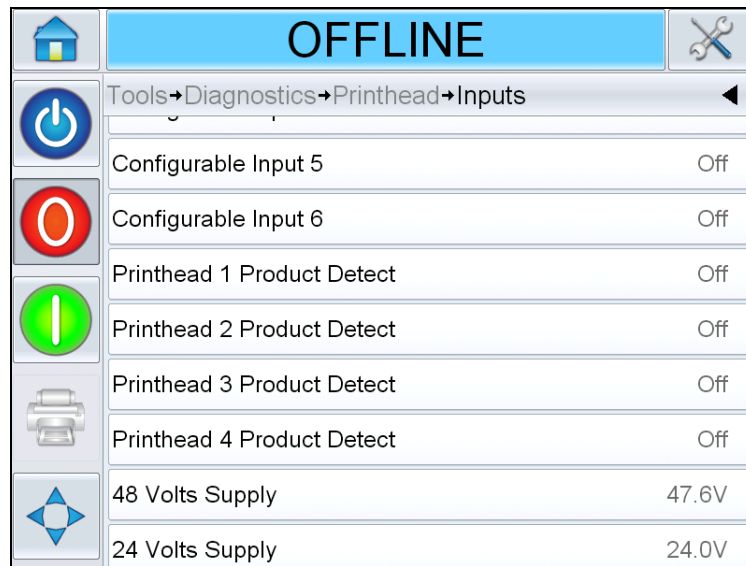 OFFLINE
Tools→Diagnostics→Printhead→Inputs
Configurable Input 5 Off
Configurable Input 6 Off
Printhead 1 Product Detect Off
Printhead 2 Product Detect Off
Printhead 3 Product Detect Off
Printhead 4 Product Detect Off
48 Volts Supply 47.6V
24 Volts Supply 24.0V